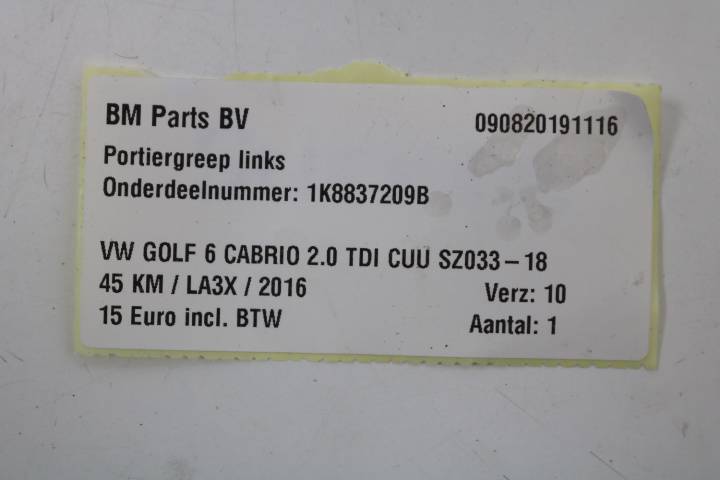 BM Parts BV 090820191116
Portiergreep links
Onderdeelnummer: 1K8837209B
VW GOLF 6 CABRIO 2.0 TDI CUU SZ033-18
45 KM / LA3X / 2016 Verz: 10
15 Euro incl. BTW Aantal: 1